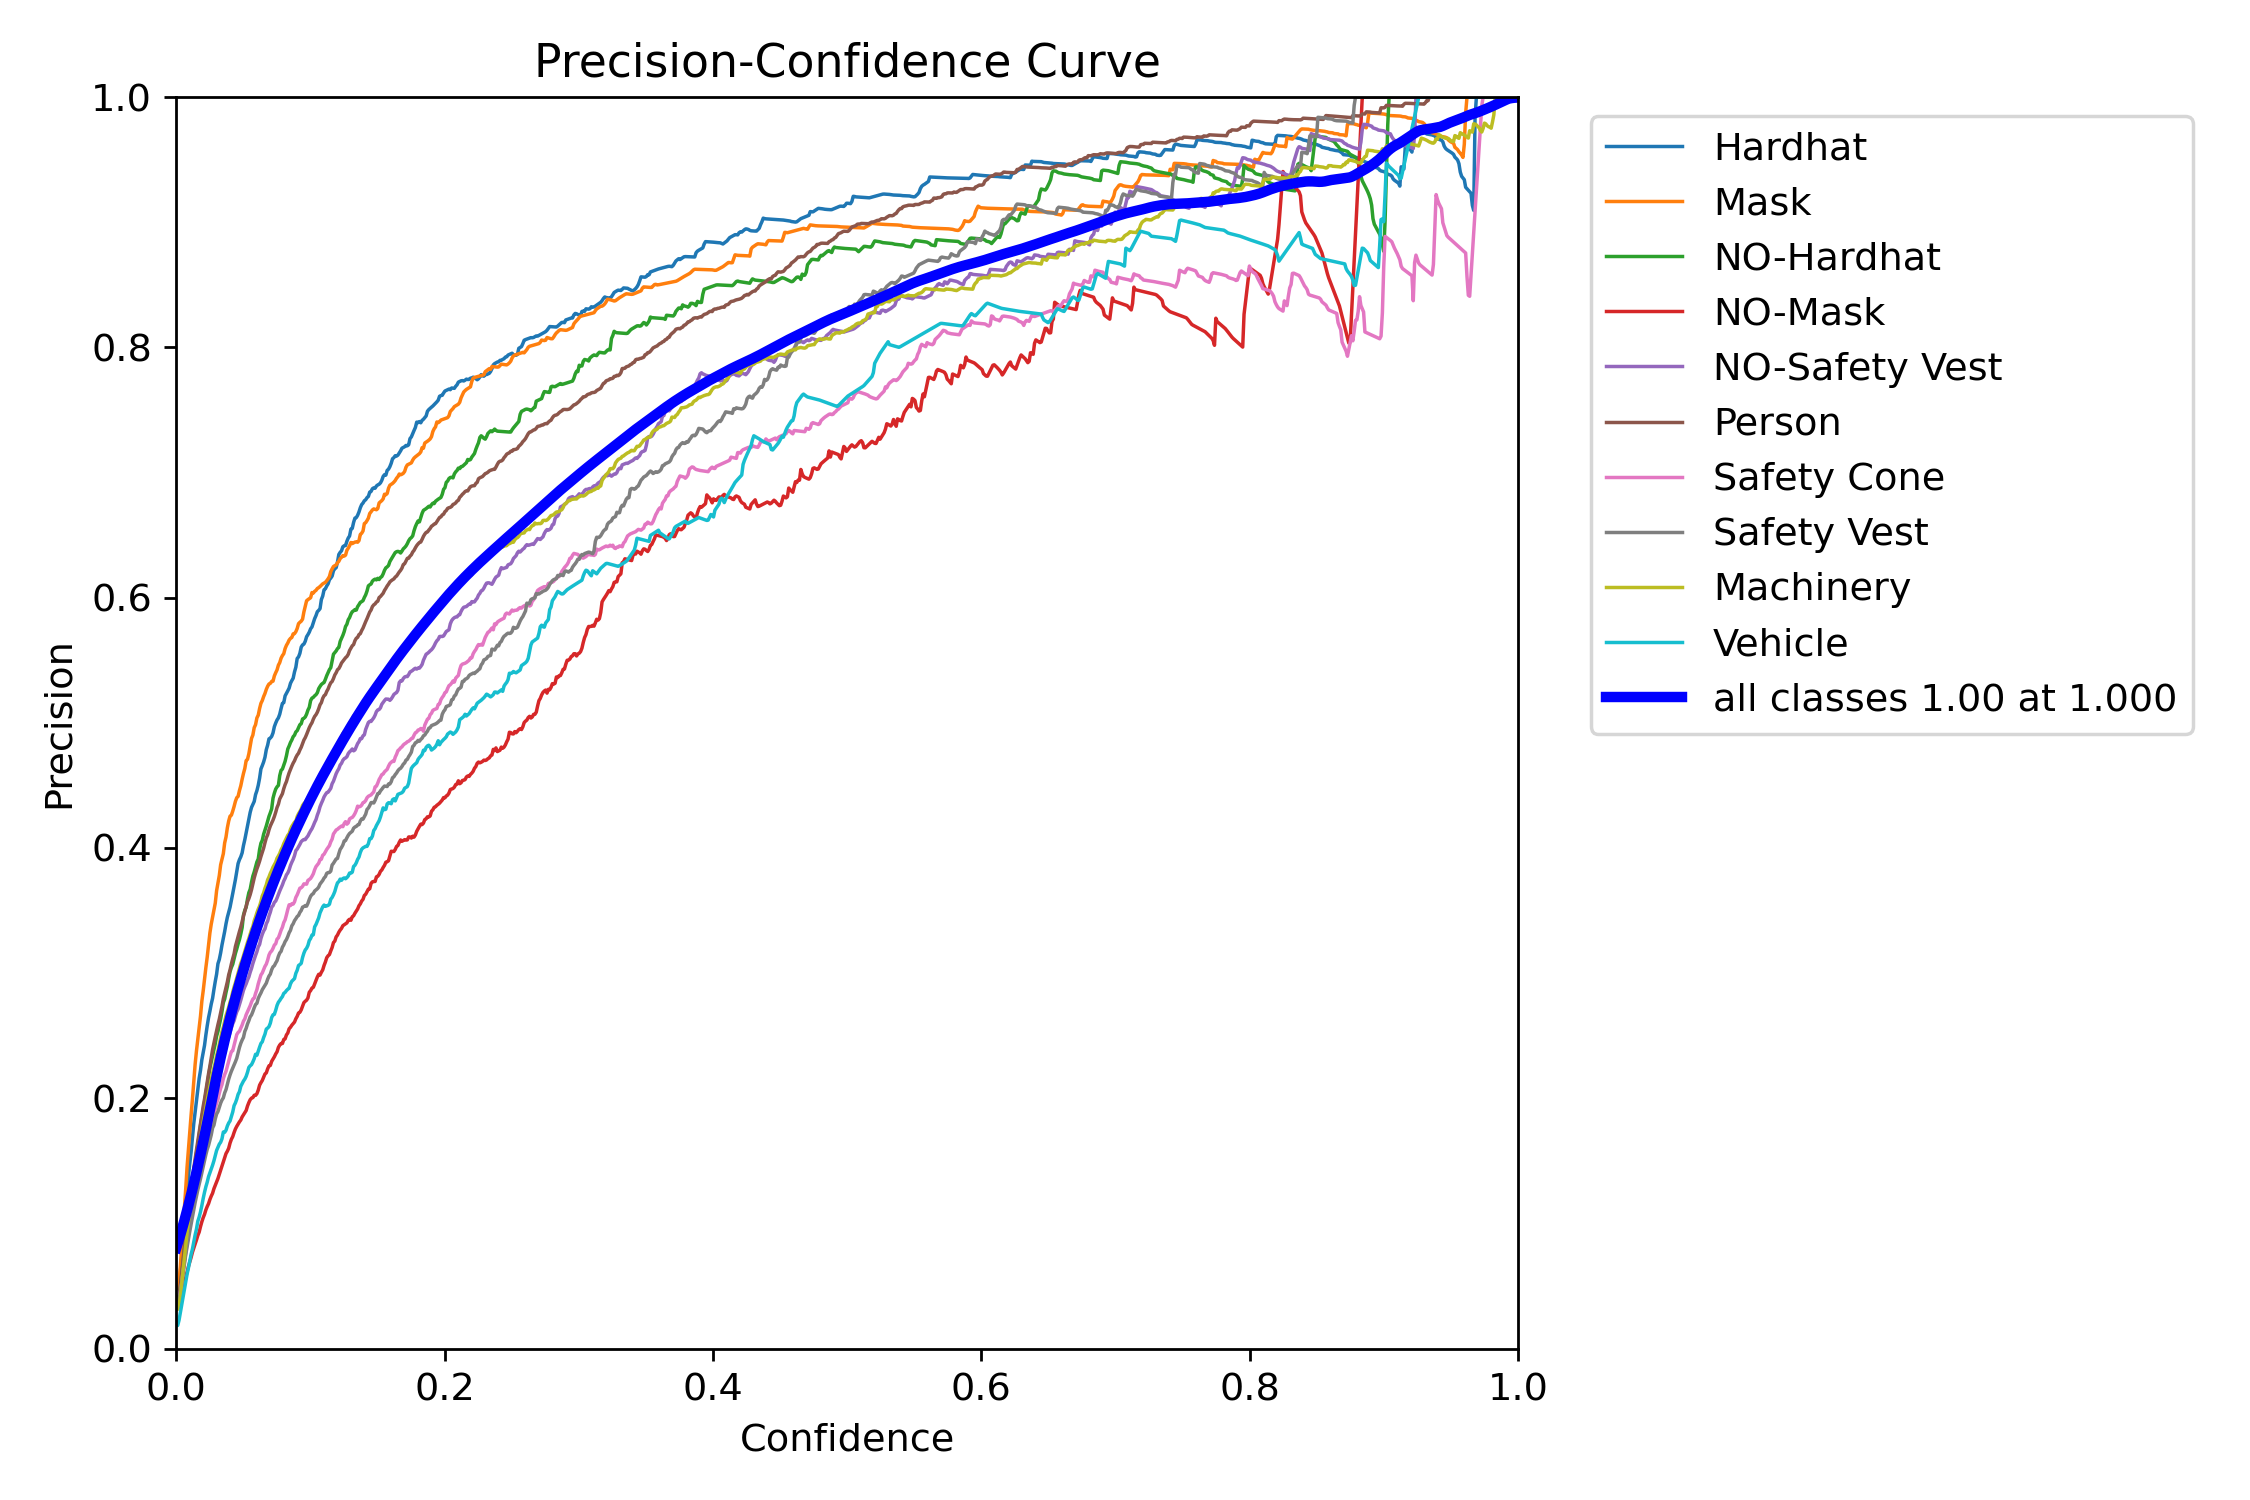 Precision-Confidence Curve
1.0
0.8
0.6
0.4
0.2
0.0
Precision
0.0 0.2 0.4 0.6 0.8 1.0
Confidence
Hardhat
Mask
NO-Hardhat
NO-Mask
NO-Safety Vest
Person
Safety Cone
Safety Vest
Machinery
Vehicle
all classes 1.00 at 1.000